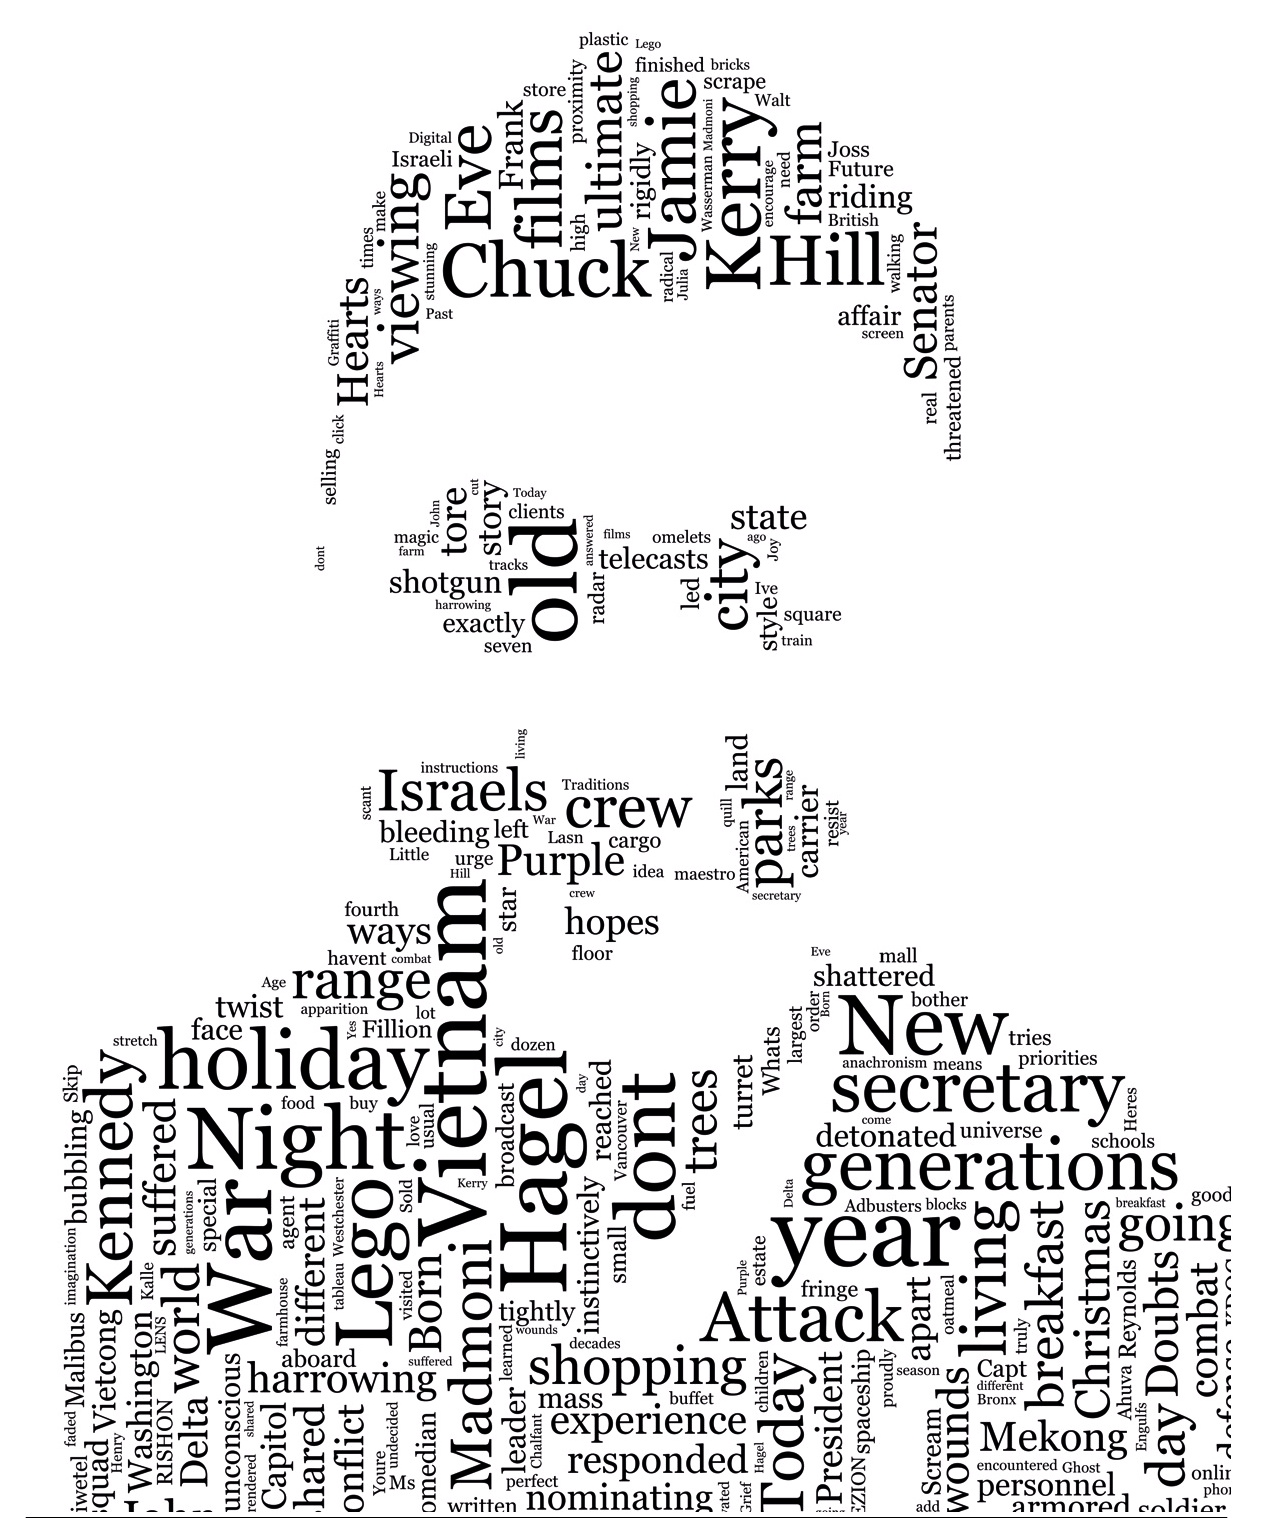 plastic Lego
finished bricks
proximity
store
ultimate
shopping
scrape
Walt
Frank
films
Jamie
Madmoni
Kerry
Digital
Israeli
Eve
rigidly
Wasserman
need
encourage
farm
Joss
Future
riding
British
make
viewing
high
New
times
stunning
Chuck
radical
Julia
Hill
walking
Senator
Hearts
ways
Past
affair
screen
parents
Graffiti
Hearts
real
threatened
click
selling
dont
John
tore
cut
story
Today
clients
old
answered
films
omelets
state
ago
Joy
magic
farm
tracks
telecasts
city
shotgun
harrowing
radar
led
Ive
style
square
exactly
seven
train
living
instructions
Israels
Traditions
crew
land
parks
range
quill
carrier
resist
year
scant
bleeding left
War
Lasn
cargo
American
trees
Little
urge
Purple
idea
maestro
Hill
secretary
star
crew
Vietnam
fourth
ways
hopes
old
floor
havent combat
Age
range
Eve
mall
shattered
twist
apparition
lot
order
Born
New
bother
face
Yes
Fillion
largest
tries
stretch
holiday
city
dozen
Whats
anachronism means
priorities
Skip
Kennedy
Hagel
day
reached
dont
trees
turret
secretary
Heres
food
buy
broadcast
Vancouver
come
bubbling
suffered
Night
love
usual
detonated universe
schools
generations
generations
special
War
agent
different
Westchester
Lego
Sold
Kerry
fuel
Delta
Adbusters blocks
breakfast
good
imagination
Kalle
world
tableau
Born
Madmoni
instinctively
small
year
living
breakfast
Christmas
going
farmhouse
visited
estate
Purple
fringe
Doubts
combat
Malibus
Vietcong
Washington
LENS
tightly
wounds
Attack
apart
oatmeal
truly
Reynolds
aboard
suffered
learned
decades
harrowing
shopping
children
Today
President
spaceship
proudly
season
Capt
different
Bronx
Ahuva
mass
buffet
faded
Henry
RISHON
Delta
unconscious
shared
Capitol
undecided
leader
Chalfant
experience
Scream
wounds
Mekong
Engulfs
day
Youre
Ms
responded
Hagel
encountered Ghost
perfect
personnel
written
nominating
Grief
add
armored